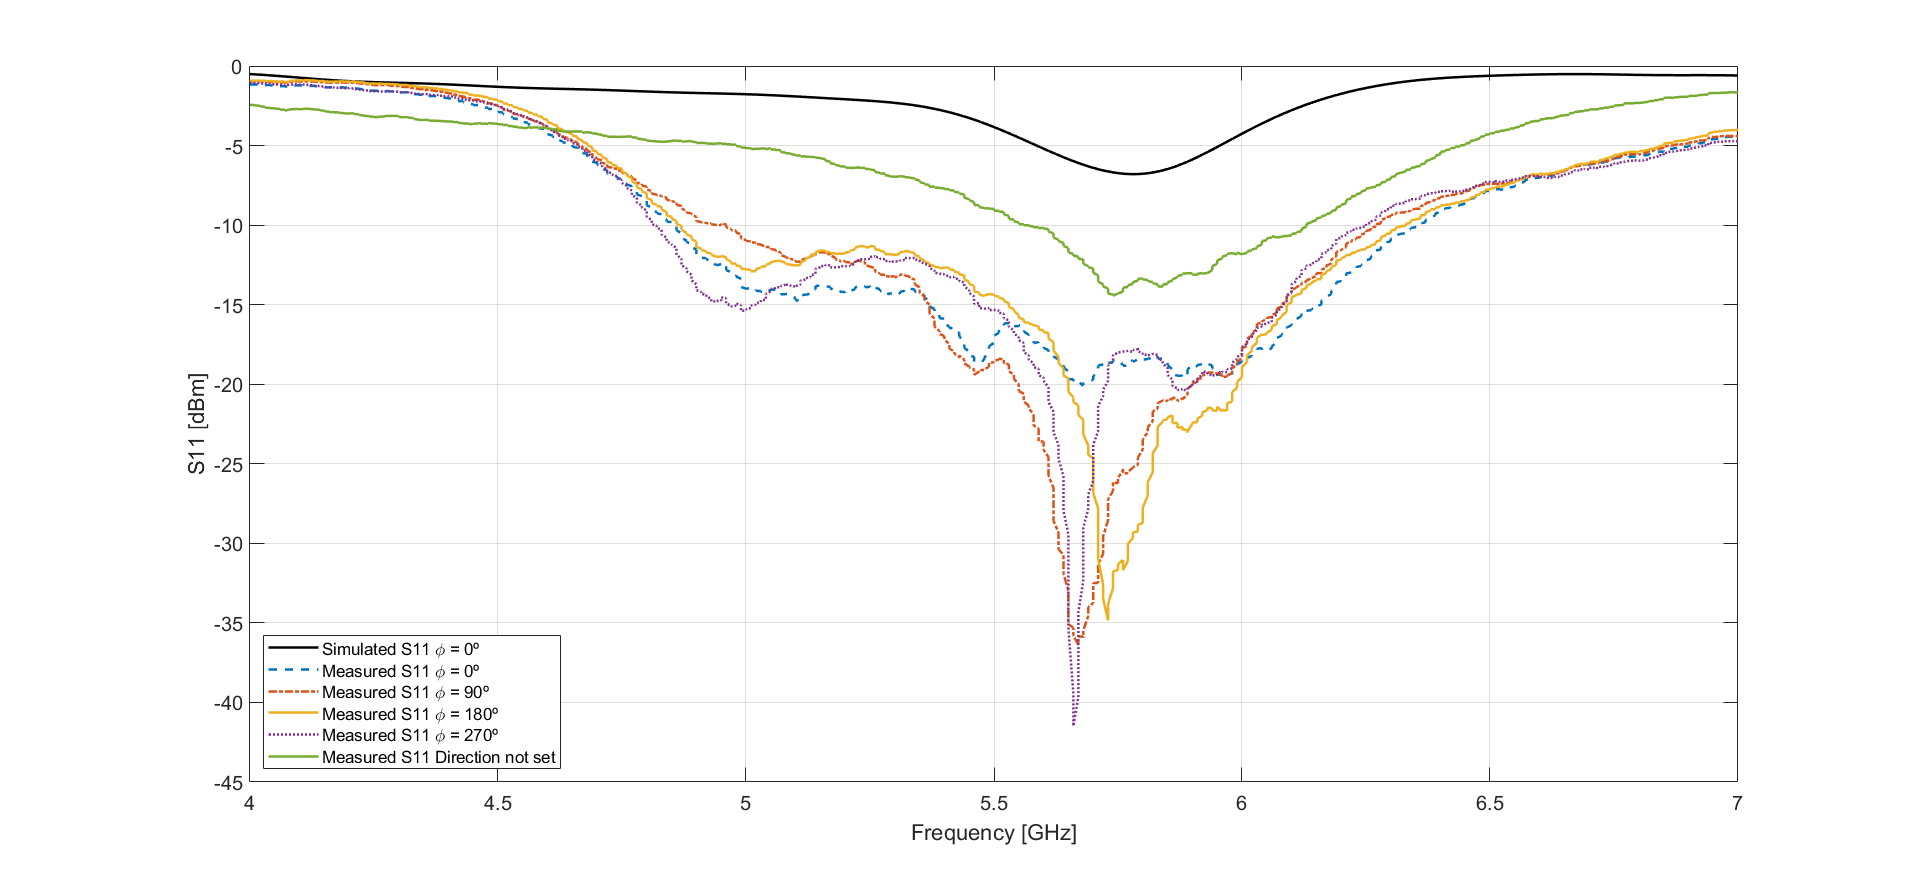 0
-5
-10
-15
-20
-25
-30
-35
-40
-45
S11 [dBm]
Simulated S11 ϕ = 0º
Measured S11 ϕ = 0º
Measured S11 ϕ = 90º
Measured S11 ϕ = 180º
Measured S11 ϕ = 270º
Measured S11 Direction not set
4 4.5 5 5.5 6 6.5 7
Frequency [GHz]